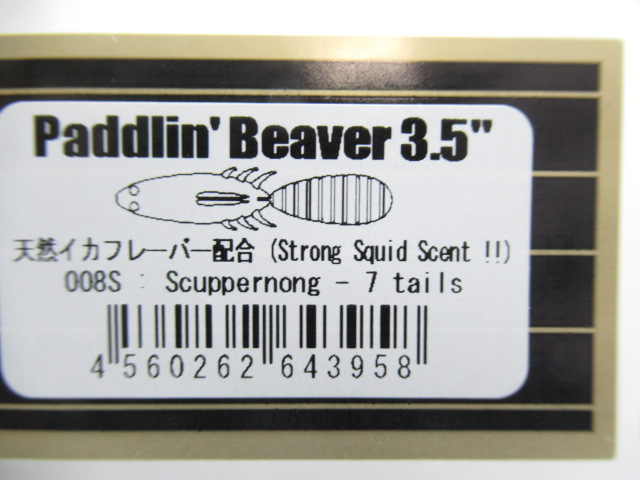 Paddlin' Beaver 3.5"
天然イカフレーバー配合 (Strong Squid Scent !!)
008S : Scuppernong - 7 tails
4 560262 643958